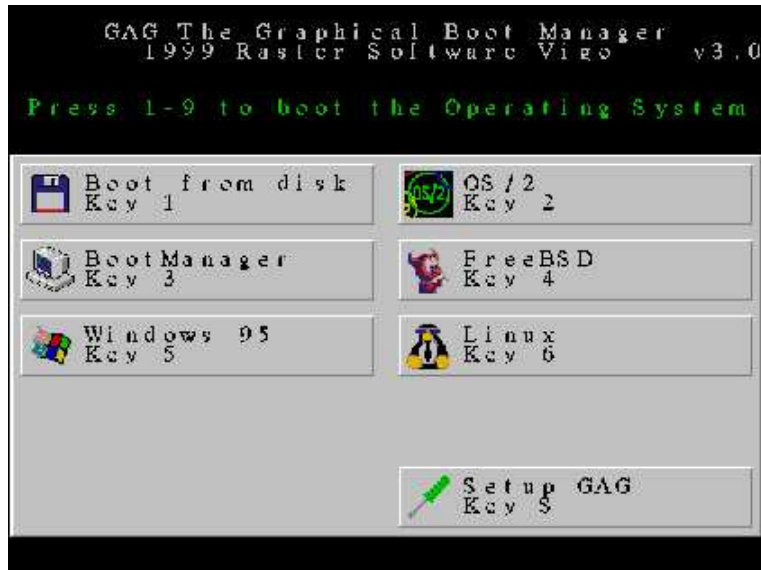 GAG The Graphical Boot Manager
1999 Raster Software Vigo v3.0
Press 1-9 to boot the Operating System
Boot from disk
Key 1
OS/2
OS/2
Key 2
BootManager
Key 3
FreeBSD
Key 4
Windows 95
Key 5
Linux
Key 6
Setup GAG
Key S